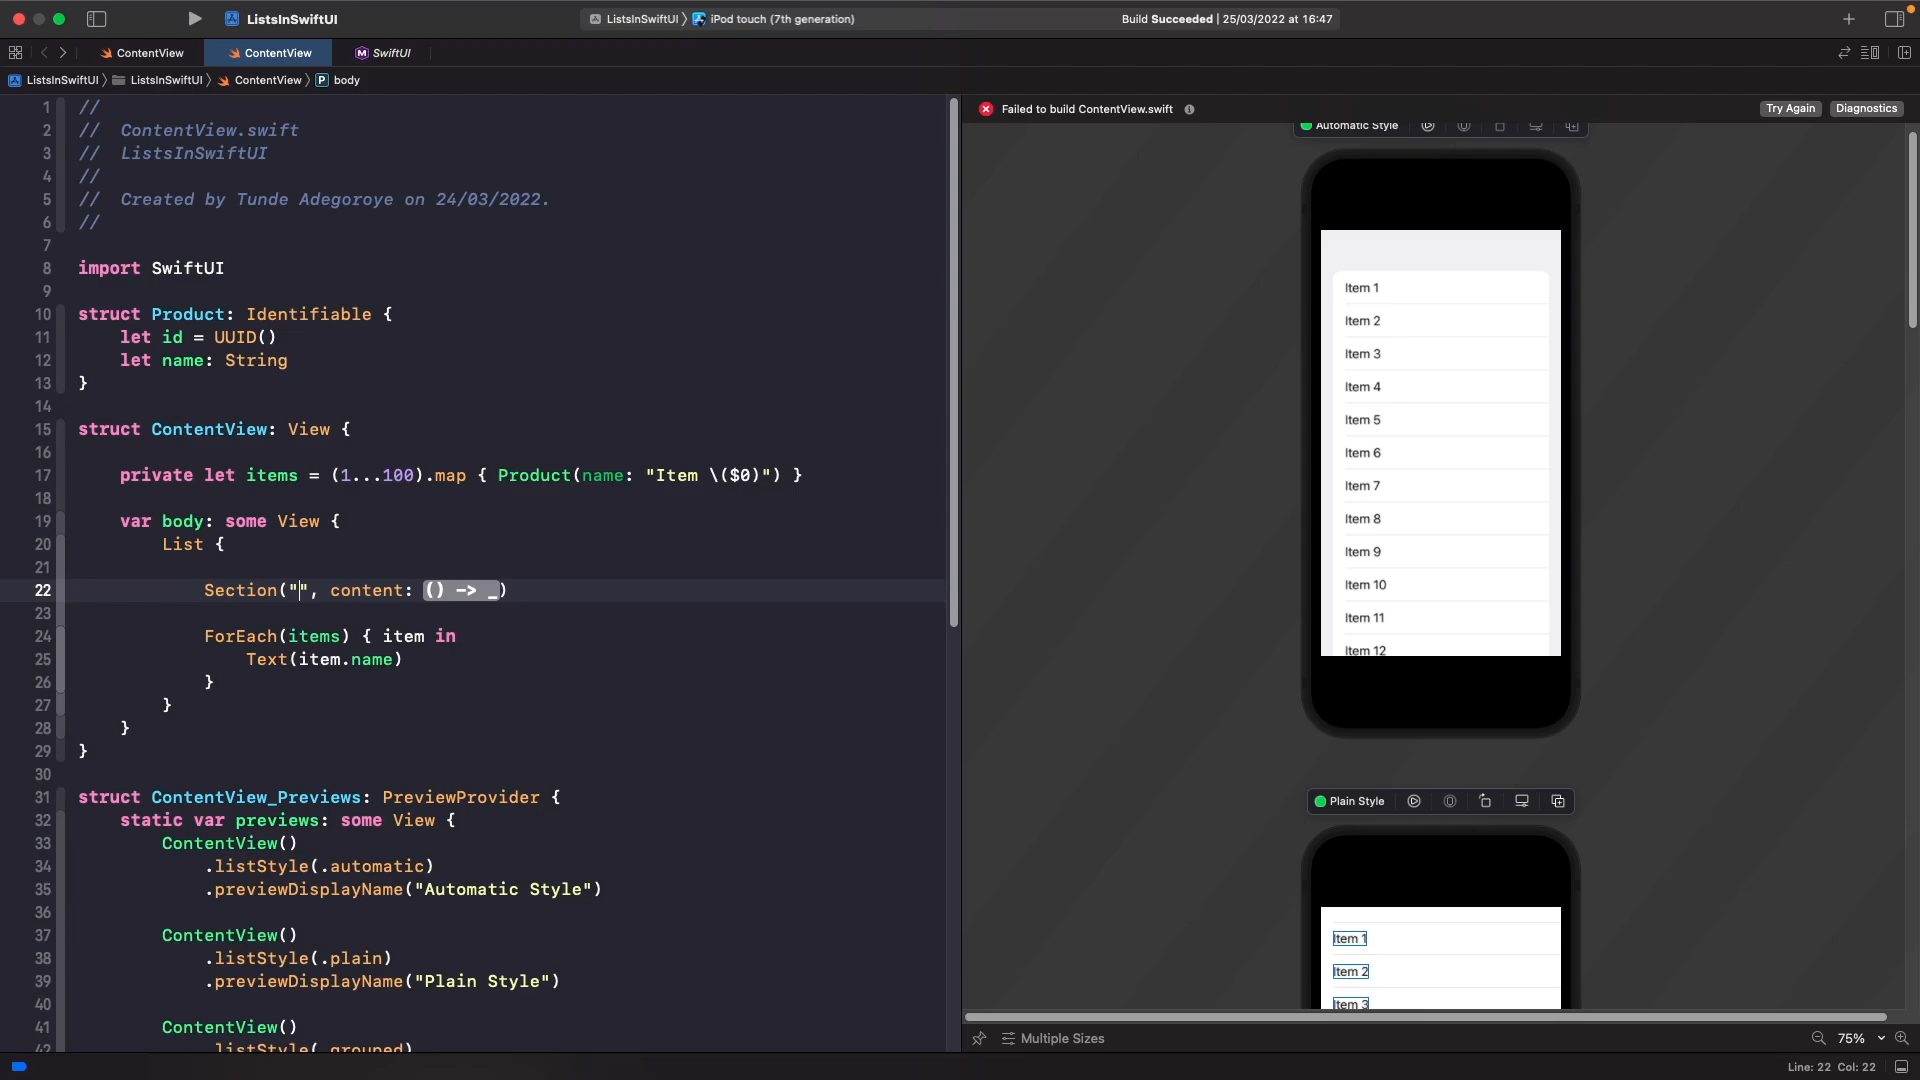 ListsInSwiftUI
ListsInSwiftUI iPod touch (7th generation)
Build Succeeded | 25/03/2022 at 16:47
ContentView
ContentView
SwiftUI
ListsInSwiftUI ListsInSwiftUI ContentView P body
1 //
2 // ContentView.swift
3 // ListsInSwiftUI
4 //
5 // Created by Tunde Adegoroye on 24/03/2022.
6 //
7
8 import SwiftUI
9
10 struct Product: Identifiable {
11 let id = UUID()
12 let name: String
13 }
14
15 struct ContentView: View {
16
17 private let items = (1...100).map { Product(name: "Item \($0)") }
18
19 var body: some View {
20 List {
21
22 Section("", content: () -> _)
23
24 ForEach(items) { item in
25 Text(item.name)
26 }
27 }
28 }
29 }
30
31 struct ContentView_Previews: PreviewProvider {
32 static var previews: some View {
33 ContentView()
34 .listStyle(.automatic)
35 .previewDisplayName("Automatic Style")
36
37 ContentView()
38 .listStyle(.plain)
39 .previewDisplayName("Plain Style")
40
41 ContentView()
42 .listStyle(.grouped)
Failed to build ContentView.swift
Try Again
Diagnostics
Automatic Style
Item 1
Item 2
Item 3
Item 4
Item 5
Item 6
Item 7
Item 8
Item 9
Item 10
Item 11
Item 12
Plain Style
Item 1
Item 2
Item 3
Multiple Sizes
75%
Line: 22 Col: 22